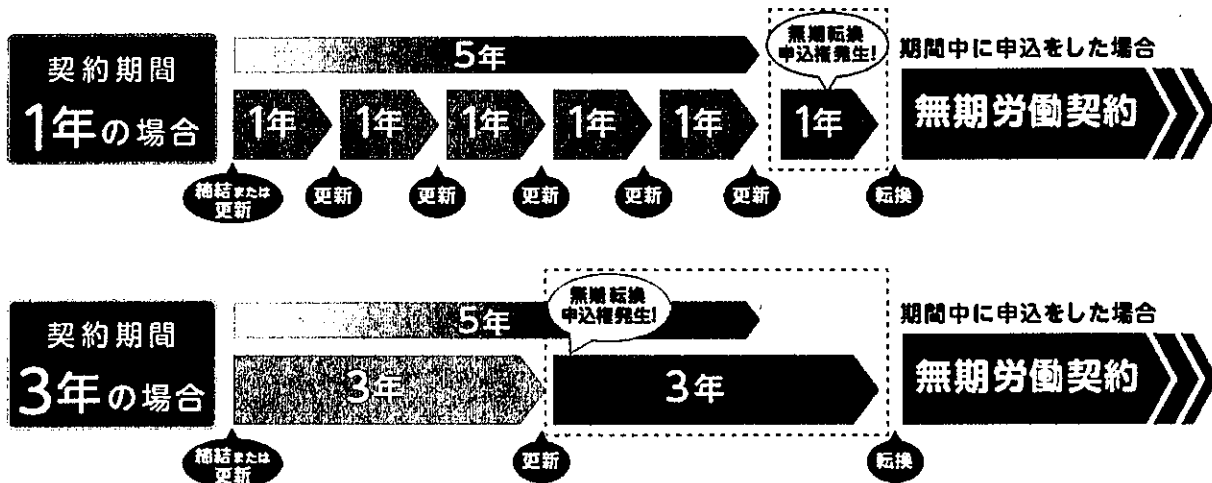 契約期間
1年の場合
5年
無期転換
申込権発生!
1年
1年
1年
1年
1年
1年
締結または
更新
更新
更新
更新
更新
更新
転換
期間中に申込をした場合
無期労働契約
契約期間
3年の場合
5年
無期転換
申込権発生!
3年
3年
締結または
更新
更新
転換
期間中に申込をした場合
無期労働契約